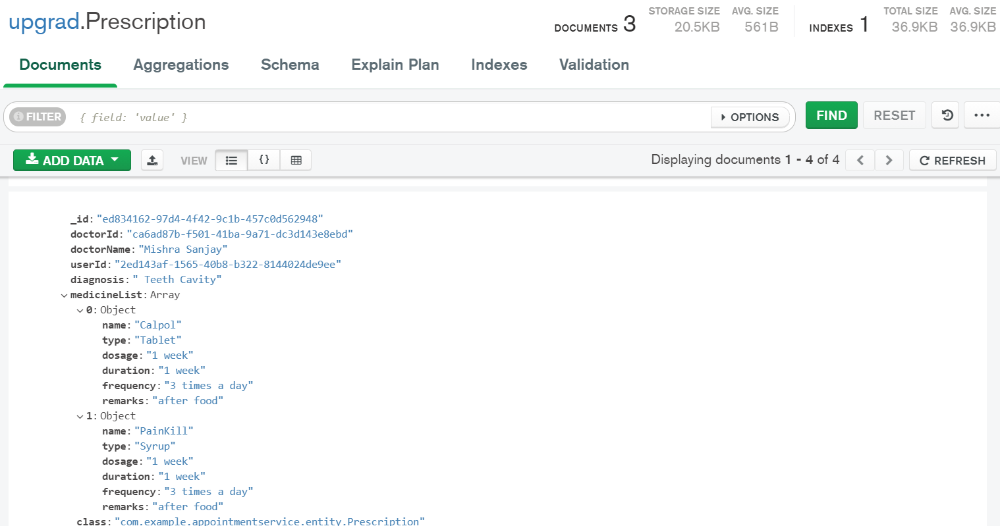 upgrad.Prescription
DOCUMENTS 3 STORAGE SIZE 20.5KB AVG. SIZE 561B INDEXES 1 TOTAL SIZE 36.9KB AVG. SIZE 36.9KB
Documents Aggregations Schema Explain Plan Indexes Validation
FILTER { field: 'value' } OPTIONS FIND RESET ...
ADD DATA VIEW {} Displaying documents 1 - 4 of 4 REFRESH
_id: "ed834162-97d4-4f42-9c1b-457c0d562948"
doctorId: "ca6ad87b-f501-41ba-9a71-dc3d143e8ebd"
doctorName: "Mishra Sanjay"
userId: "2ed143af-1565-40b8-b322-8144024de9ee"
diagnosis: " Teeth Cavity"
medicineList: Array
0: Object
name: "Calpol"
type: "Tablet"
dosage: "1 week"
duration: "1 week"
frequency: "3 times a day"
remarks: "after food"
1: Object
name: "PainKill"
type: "Syrup"
dosage: "1 week"
duration: "1 week"
frequency: "3 times a day"
remarks: "after food"
class: "com.example.appointmentservice.entity.Prescription"